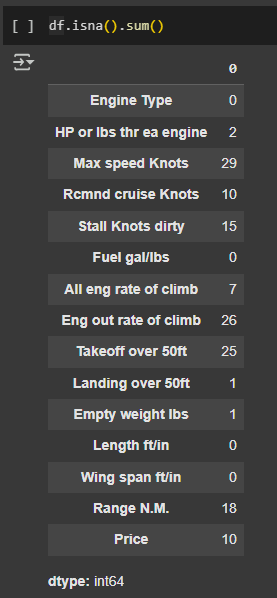 [ ] df.isna().sum()
0
Engine Type 0
HP or lbs thr ea engine 2
Max speed Knots 29
Rcmnd cruise Knots 10
Stall Knots dirty 15
Fuel gal/lbs 0
All eng rate of climb 7
Eng out rate of climb 26
Takeoff over 50ft 25
Landing over 50ft 1
Empty weight lbs 1
Length ft/in 0
Wing span ft/in 0
Range N.M. 18
Price 10
dtype: int64